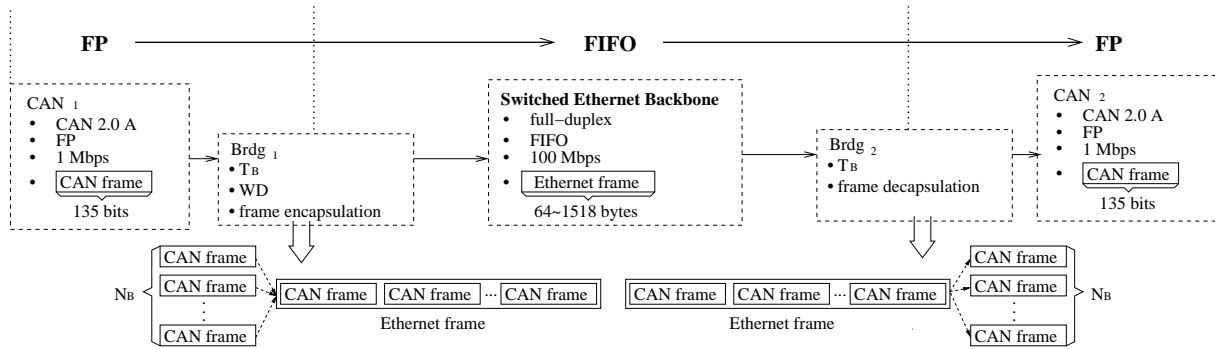 FP FIFO FP
CAN 1
• CAN 2.0 A
• FP
• 1 Mbps
• CAN frame
135 bits
Brdg 1
• TB
• WD
• frame encapsulation
Switched Ethernet Backbone
• full−duplex
• FIFO
• 100 Mbps
• Ethernet frame
64~1518 bytes
Brdg 2
• TB
• frame decapsulation
CAN 2
• CAN 2.0 A
• FP
• 1 Mbps
• CAN frame
135 bits
NB
CAN frame
CAN frame
⋮
CAN frame
CAN frame CAN frame ... CAN frame
Ethernet frame
CAN frame CAN frame ... CAN frame
Ethernet frame
CAN frame
CAN frame
⋮
CAN frame
NB